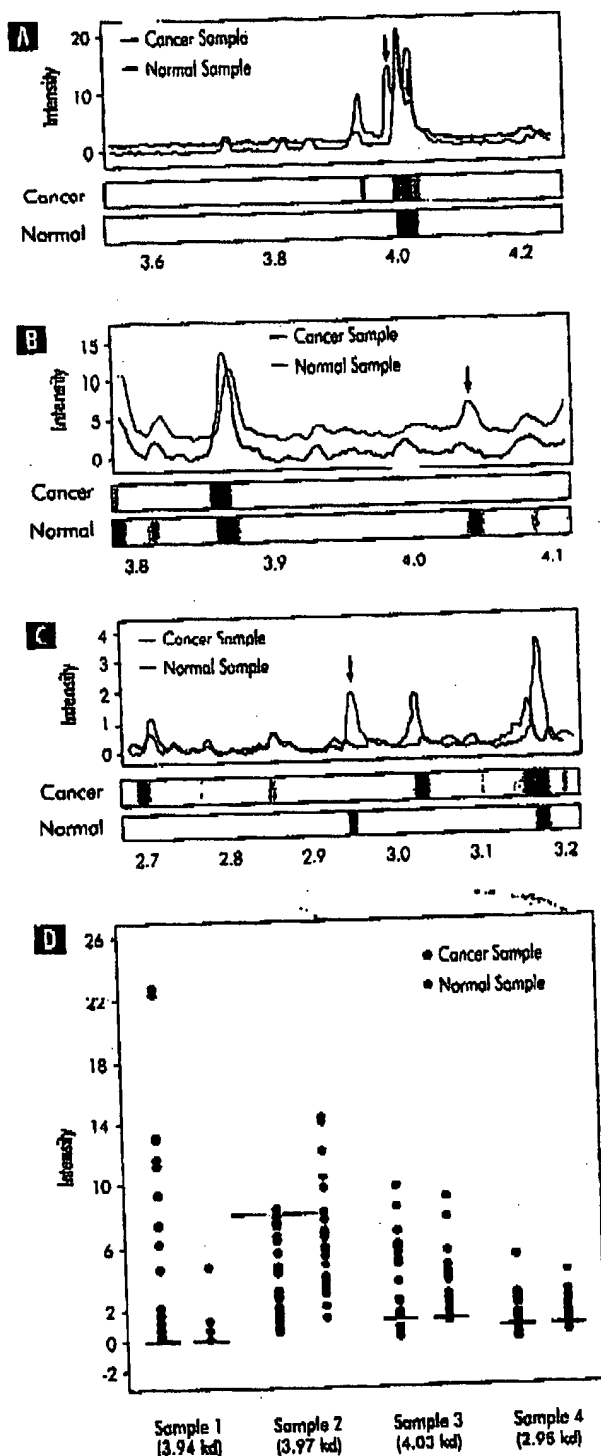 A
20
Cancer Sample
Normal Sample
10
0
Intensity
Cancer
Normal
3.6 3.8 4.0 4.2
B
15
Cancer Sample
Normal Sample
10
5
0
Intensity
Cancer
Normal
3.8 3.9 4.0 4.1
C
4
Cancer Sample
3
Normal Sample
2
1
0
Intensity
Cancer
Normal
2.7 2.8 2.9 3.0 3.1 3.2
D
26
Cancer Sample
Normal Sample
22
18
14
Intensity
10
6
2
0
-2
Sample 1 Sample 2 Sample 3 Sample 4
(3.94 kd) (3.97 kd) (4.03 kd)